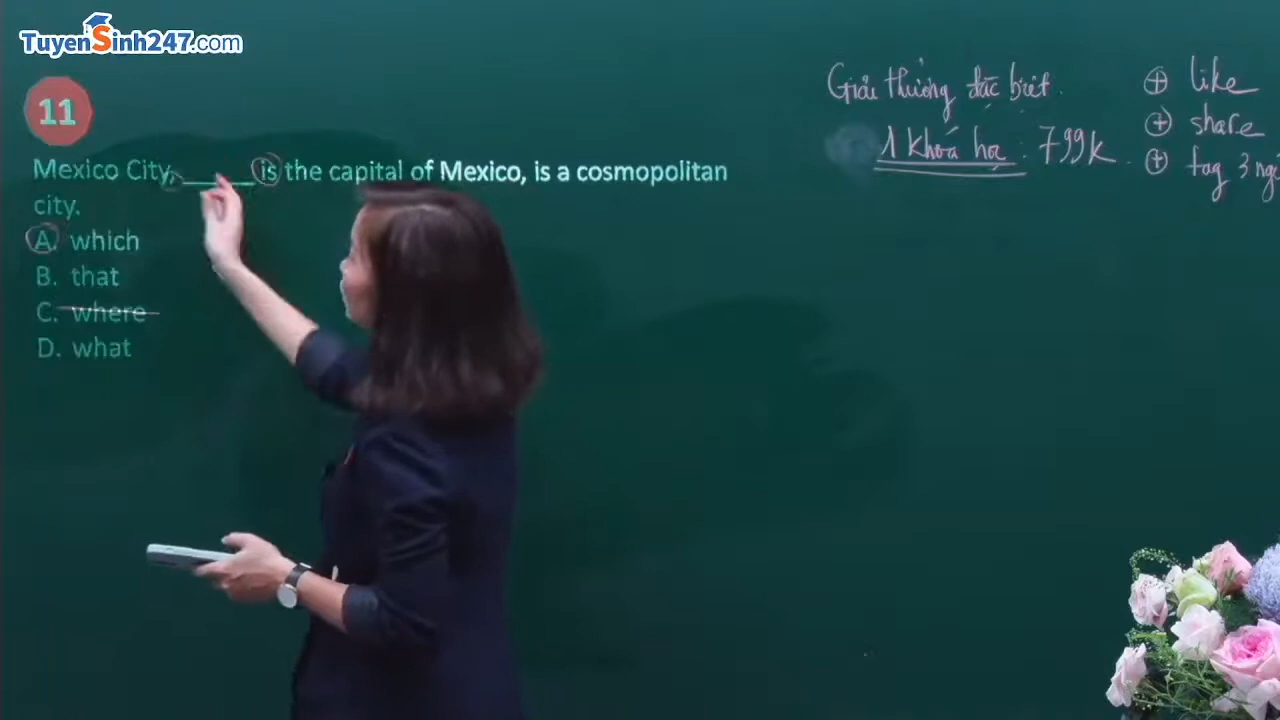 TuyenSinh247.com
11
Mexico City, ______ is the capital of Mexico, is a cosmopolitan
city.
A. which
B. that
C. where
D. what
Giải thưởng đặc biệt.
1 khoá học : 799k.
+ like
+ share
+ tag 3